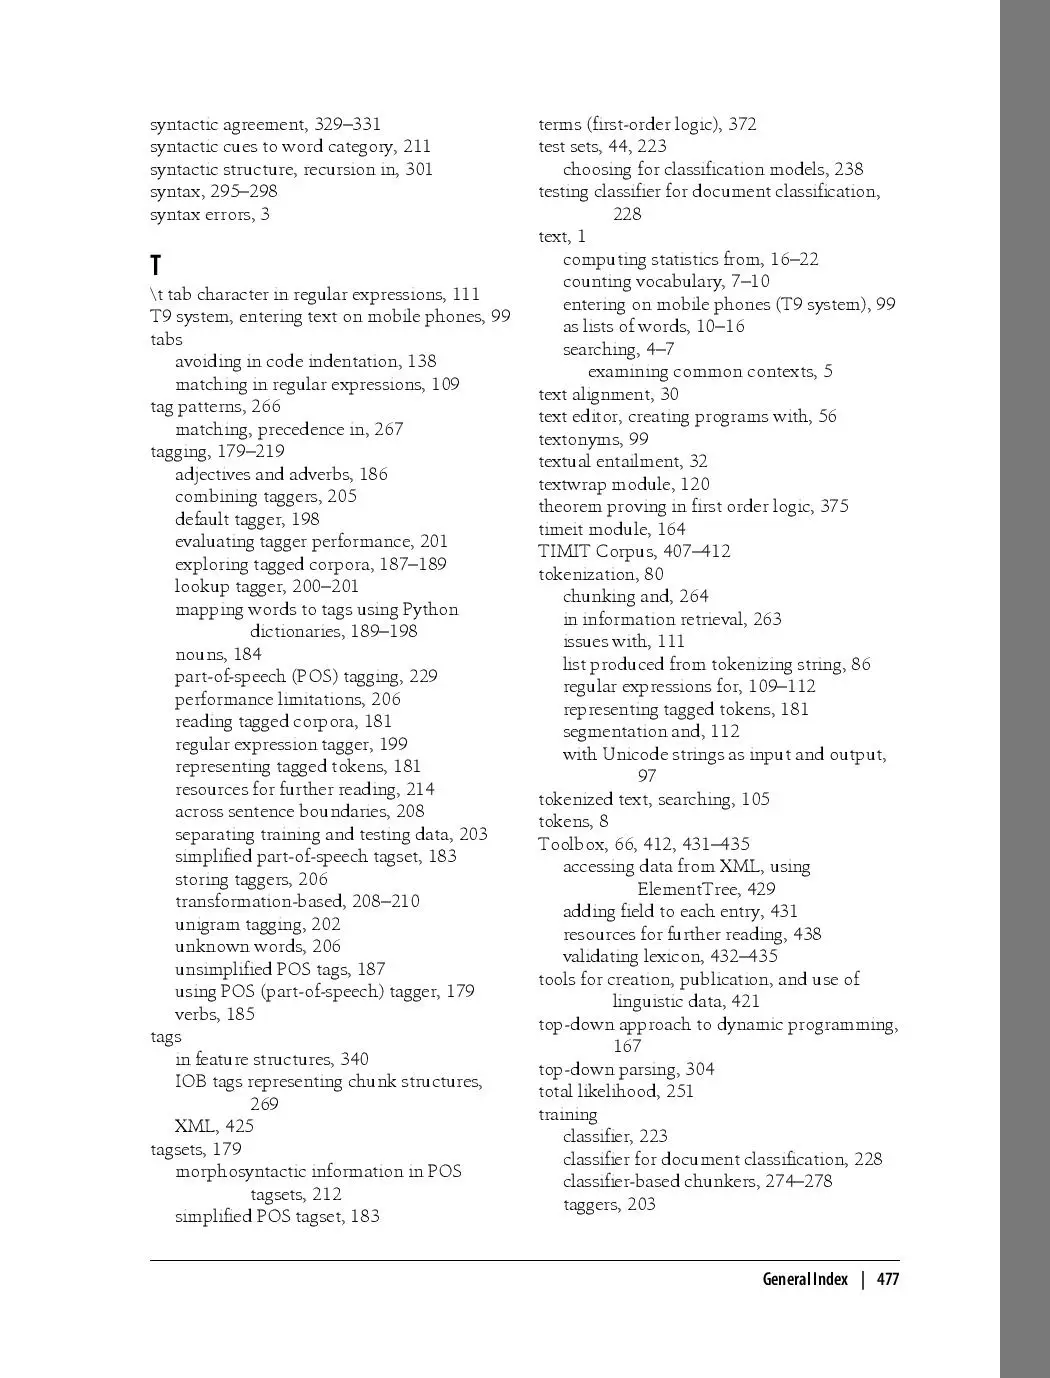 syntactic agreement, 329–331
syntactic cues to word category, 211
syntactic structure, recursion in, 301
syntax, 295–298
syntax errors, 3
T
\t tab character in regular expressions, 111
T9 system, entering text on mobile phones, 99
tabs
avoiding in code indentation, 138
matching in regular expressions, 109
tag patterns, 266
matching, precedence in, 267
tagging, 179–219
adjectives and adverbs, 186
combining taggers, 205
default tagger, 198
evaluating tagger performance, 201
exploring tagged corpora, 187–189
lookup tagger, 200–201
mapping words to tags using Python
dictionaries, 189–198
nouns, 184
part-of-speech (POS) tagging, 229
performance limitations, 206
reading tagged corpora, 181
regular expression tagger, 199
representing tagged tokens, 181
resources for further reading, 214
across sentence boundaries, 208
separating training and testing data, 203
simplified part-of-speech tagset, 183
storing taggers, 206
transformation-based, 208–210
unigram tagging, 202
unknown words, 206
unsimplified POS tags, 187
using POS (part-of-speech) tagger, 179
verbs, 185
tags
in feature structures, 340
IOB tags representing chunk structures,
269
XML, 425
tagsets, 179
morphosyntactic information in POS
tagsets, 212
simplified POS tagset, 183
terms (first-order logic), 372
test sets, 44, 223
choosing for classification models, 238
testing classifier for document classification,
228
text, 1
computing statistics from, 16–22
counting vocabulary, 7–10
entering on mobile phones (T9 system), 99
as lists of words, 10–16
searching, 4–7
examining common contexts, 5
text alignment, 30
text editor, creating programs with, 56
textonyms, 99
textual entailment, 32
textwrap module, 120
theorem proving in first order logic, 375
timeit module, 164
TIMIT Corpus, 407–412
tokenization, 80
chunking and, 264
in information retrieval, 263
issues with, 111
list produced from tokenizing string, 86
regular expressions for, 109–112
representing tagged tokens, 181
segmentation and, 112
with Unicode strings as input and output,
97
tokenized text, searching, 105
tokens, 8
Toolbox, 66, 412, 431–435
accessing data from XML, using
ElementTree, 429
adding field to each entry, 431
resources for further reading, 438
validating lexicon, 432–435
tools for creation, publication, and use of
linguistic data, 421
top-down approach to dynamic programming,
167
top-down parsing, 304
total likelihood, 251
training
classifier, 223
classifier for document classification, 228
classifier-based chunkers, 274–278
taggers, 203
General Index | 477